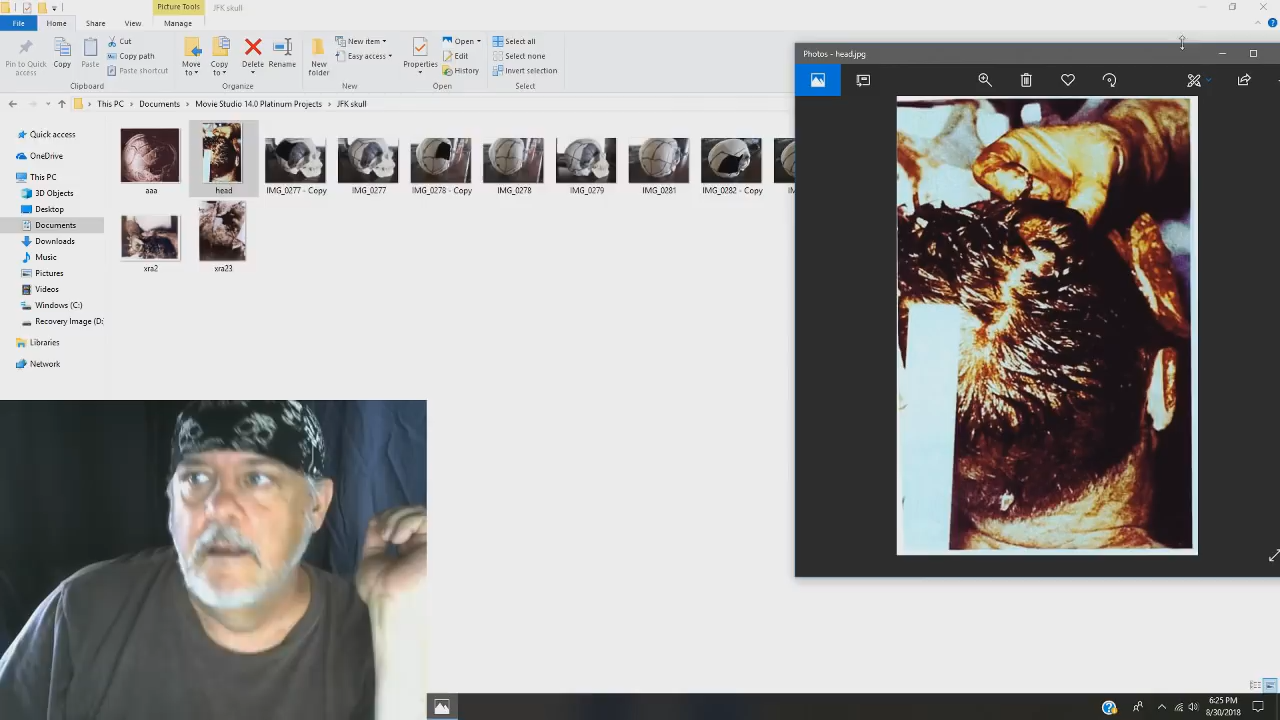 Picture Tools
JFK skull
File
Home
Share
View
Manage
Pin to Quick access
Copy
Paste
Cut
Copy path
Paste shortcut
Clipboard
Move to
Copy to
Delete
Rename
Organize
New folder
New item
Easy access
New
Properties
Open
Edit
History
Open
Select all
Select none
Invert selection
Select
This PC
Documents
Movie Studio 14.0 Platinum Projects
JFK skull
Quick access
OneDrive
This PC
3D Objects
Desktop
Documents
Downloads
Music
Pictures
Videos
Windows (C:)
Recovery Image (D:
Libraries
Network
aaa
head
IMG_0277 - Copy
IMG_0277
IMG_0278 - Copy
IMG_0278
IMG_0279
IMG_0281
IMG_0282 - Copy
xra2
xra23
Photos - head.jpg
6:25 PM
8/30/2018